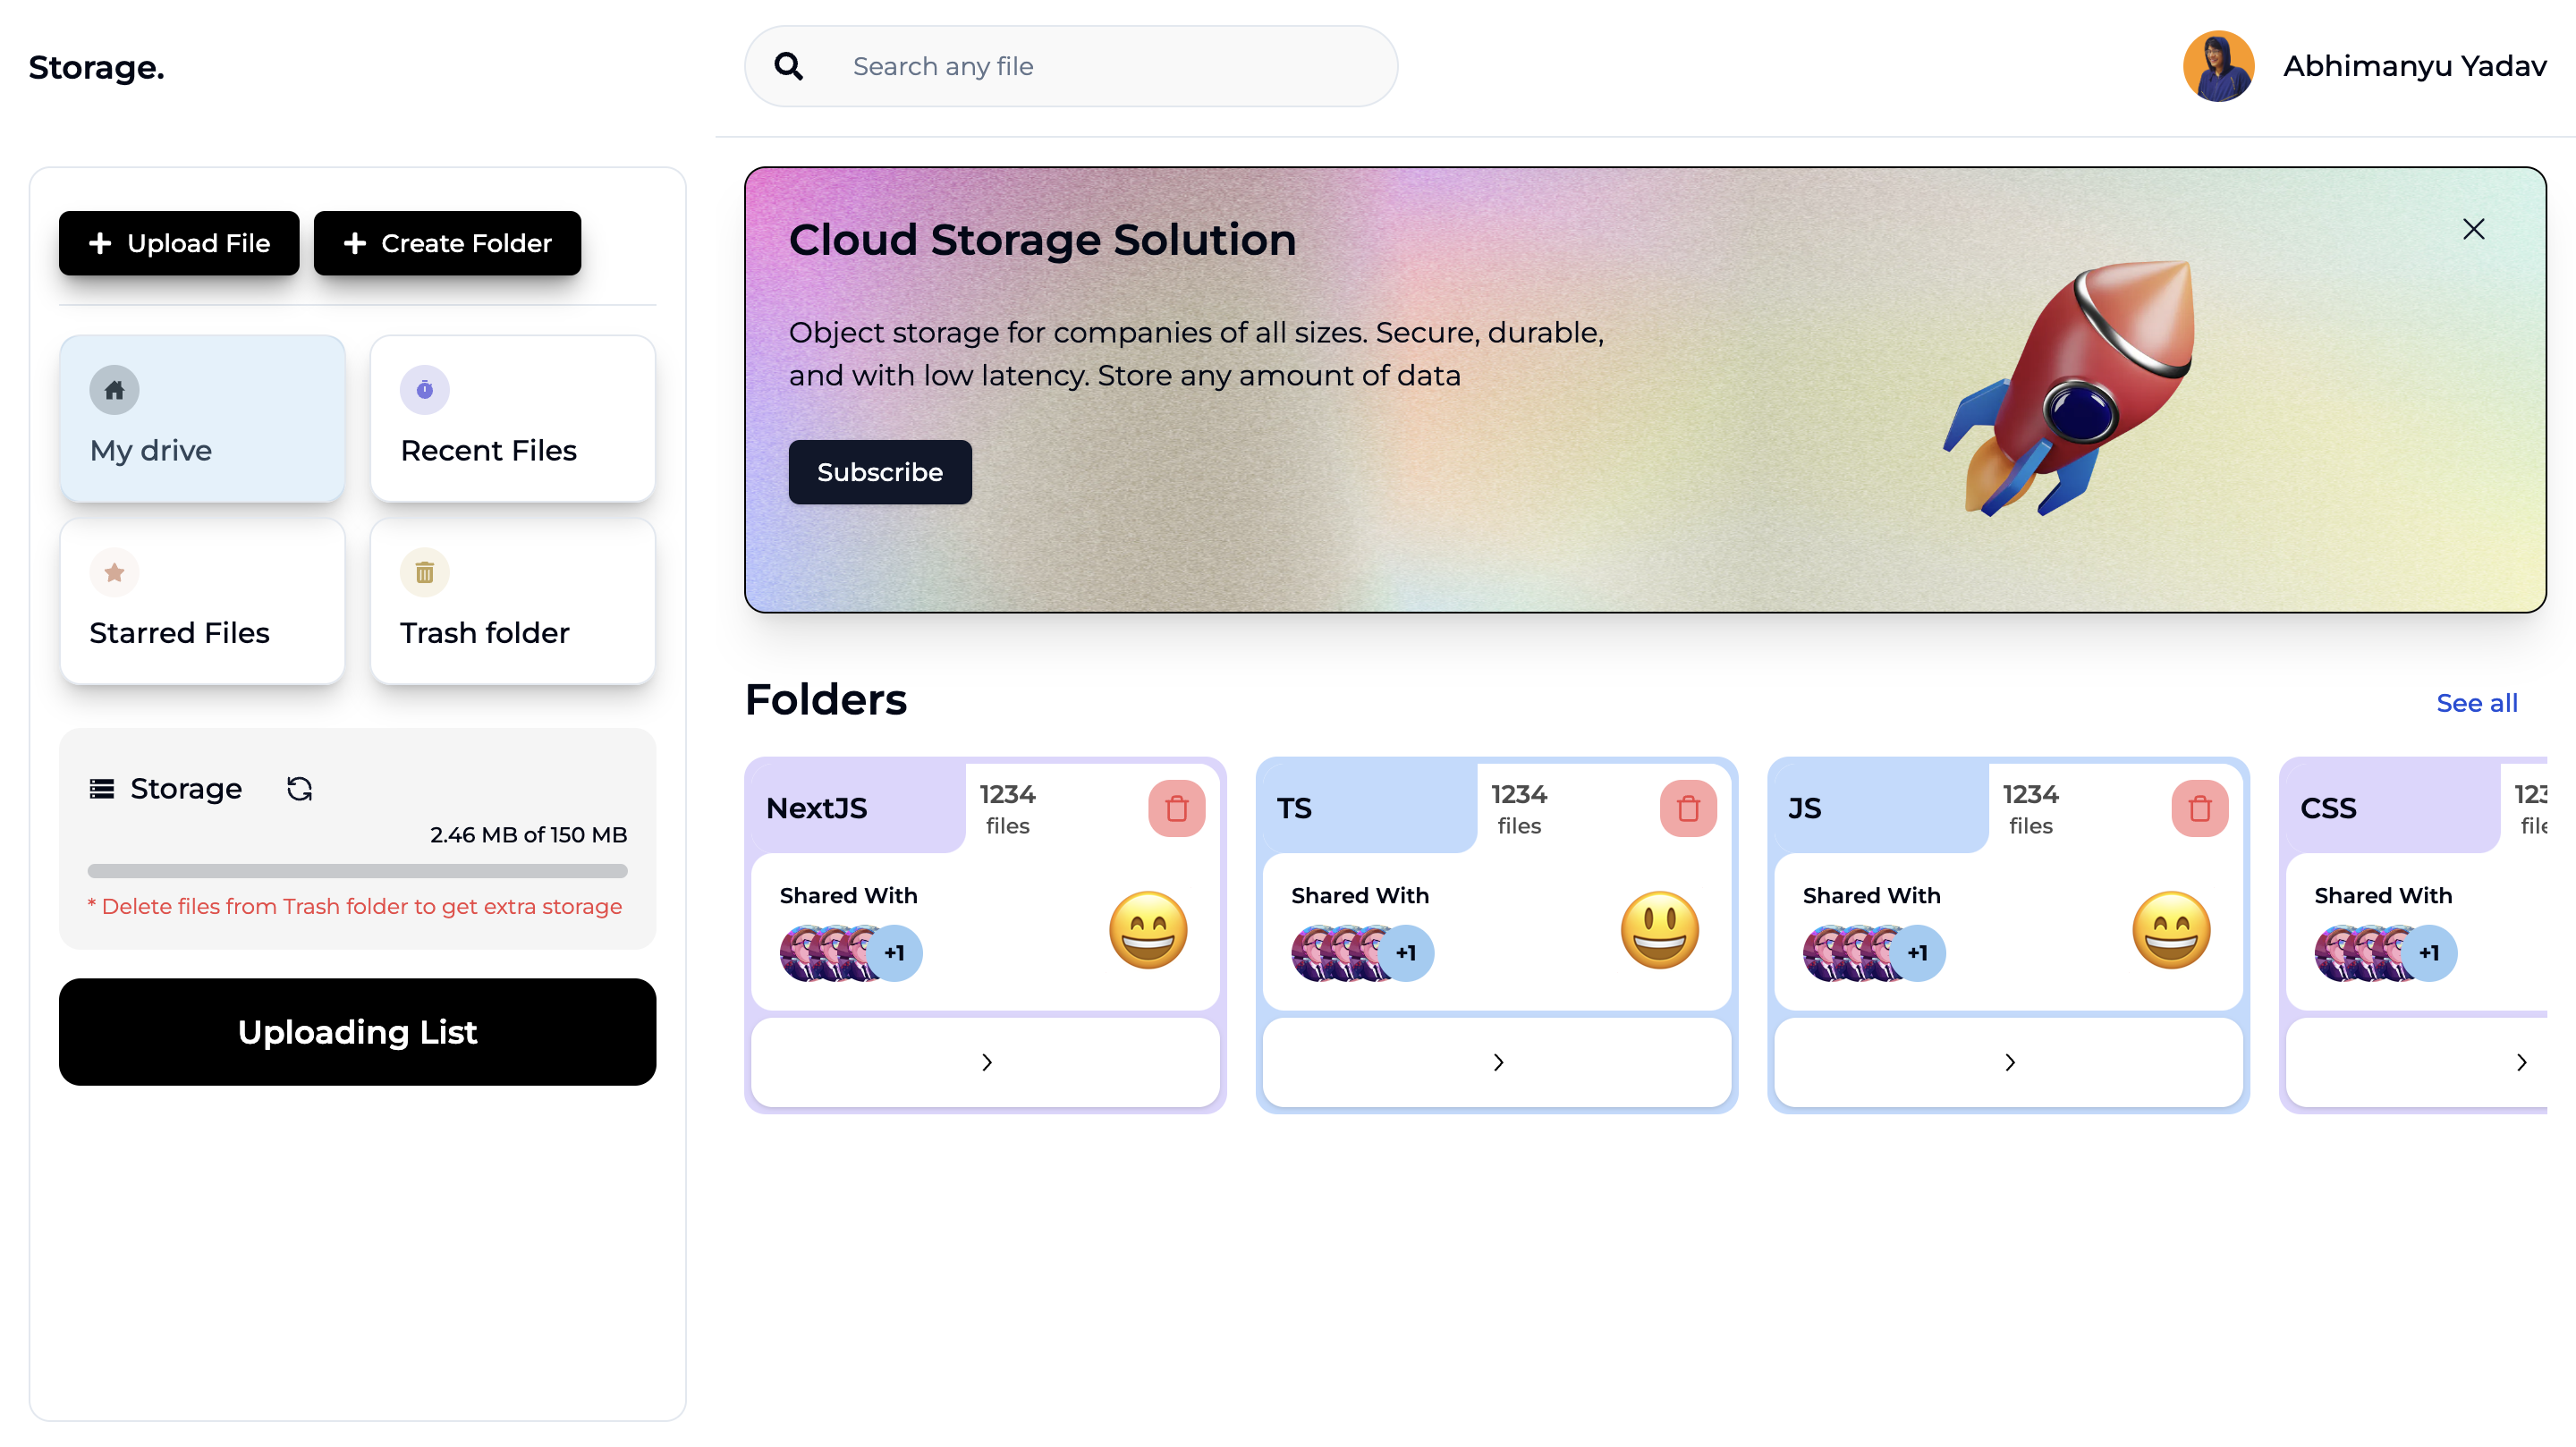 Storage.
Search any file
Abhimanyu Yadav
Upload File
Create Folder
My drive
Recent Files
Starred Files
Trash folder
Storage
2.46 MB of 150 MB
* Delete files from Trash folder to get extra storage
Uploading List
Cloud Storage Solution
Object storage for companies of all sizes. Secure, durable,
and with low latency. Store any amount of data
Subscribe
Folders
See all
NextJS
1234
files
Shared With
+1
TS
1234
files
Shared With
+1
JS
1234
files
Shared With
+1
CSS
Shared With
+1